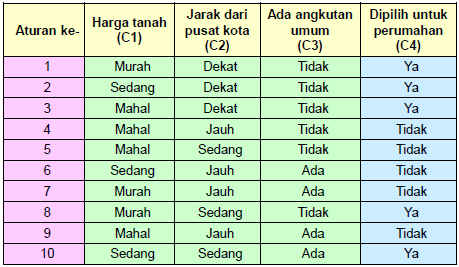 Aturan ke- Harga tanah (C1) Jarak dari pusat kota (C2) Ada angkutan umum (C3) Dipilih untuk perumahan (C4)
1 Murah Dekat Tidak Ya
2 Sedang Dekat Tidak Ya
3 Mahal Dekat Tidak Ya
4 Mahal Jauh Tidak Tidak
5 Mahal Sedang Tidak Tidak
6 Sedang Jauh Ada Tidak
7 Murah Jauh Ada Tidak
8 Murah Sedang Tidak Ya
9 Mahal Jauh Ada Tidak
10 Sedang Sedang Ada Ya